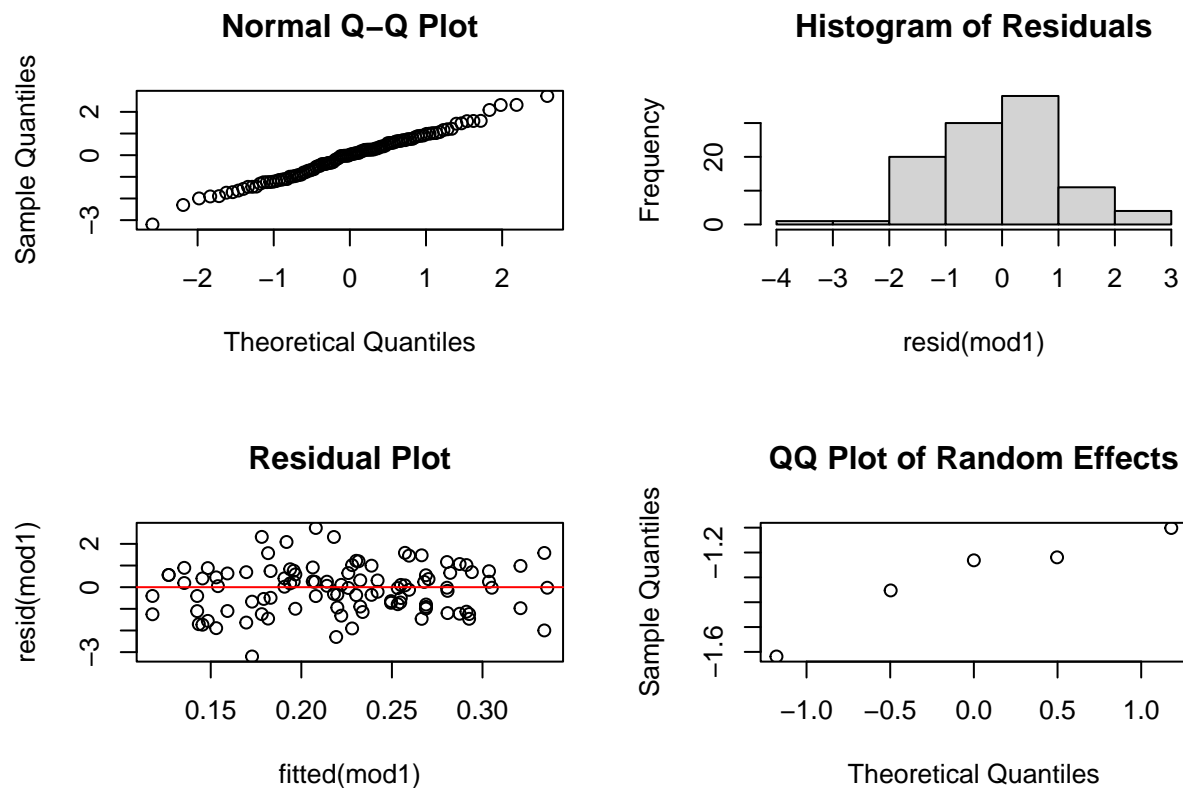 Normal Q−Q Plot
Sample Quantiles
2
0
−3
−2 −1 0 1 2
Theoretical Quantiles
Histogram of Residuals
Frequency
20
0
−4 −3 −2 −1 0 1 2 3
resid(mod1)
Residual Plot
resid(mod1)
2
0
−3
0.15 0.20 0.25 0.30
fitted(mod1)
QQ Plot of Random Effects
Sample Quantiles
−1.2
−1.6
−1.0 −0.5 0.0 0.5 1.0
Theoretical Quantiles